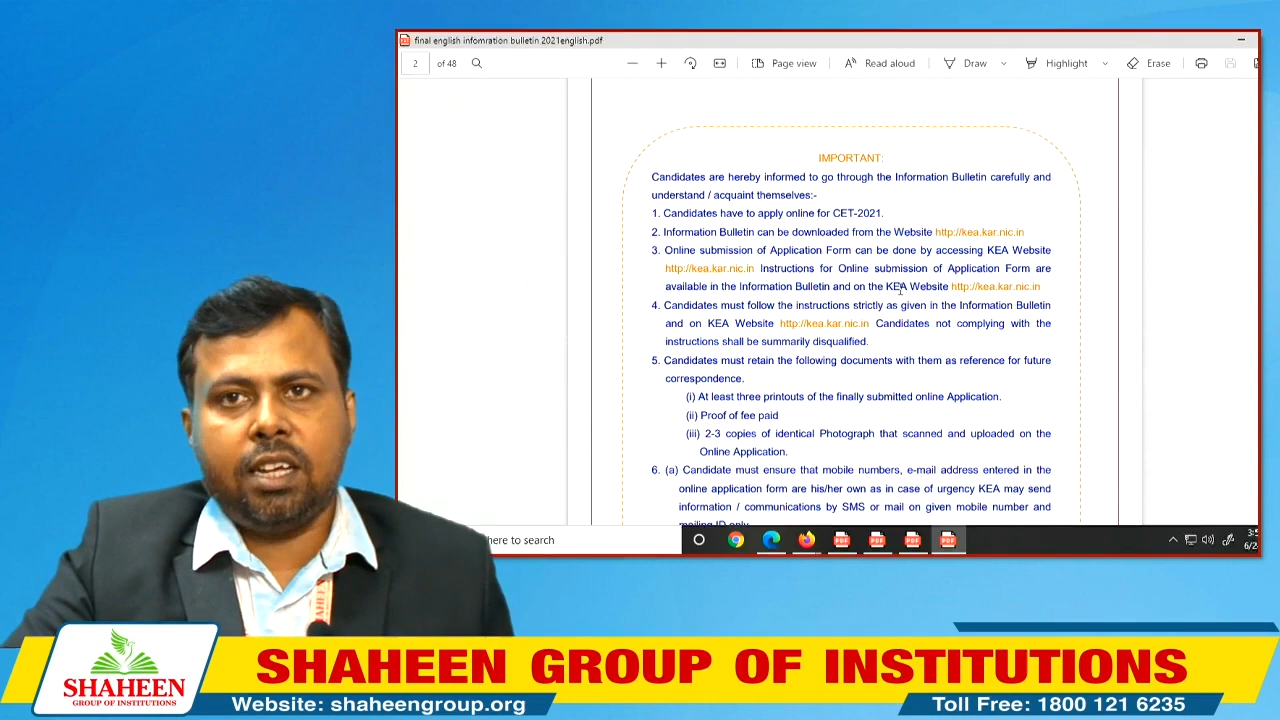 final english infomration bulletin 2021english.pdf
2 of 48
Page view
Read aloud
Draw
Highlight
Erase
IMPORTANT:
Candidates are hereby informed to go through the Information Bulletin carefully and
understand / acquaint themselves:-
1. Candidates have to apply online for CET-2021.
2. Information Bulletin can be downloaded from the Website http://kea.kar.nic.in
3. Online submission of Application Form can be done by accessing KEA Website
http://kea.kar.nic.in Instructions for Online submission of Application Form are
available in the Information Bulletin and on the KEA Website http://kea.kar.nic.in
4. Candidates must follow the instructions strictly as given in the Information Bulletin
and on KEA Website http://kea.kar.nic.in Candidates not complying with the
instructions shall be summarily disqualified.
5. Candidates must retain the following documents with them as reference for future
correspondence.
(i) At least three printouts of the finally submitted online Application.
(ii) Proof of fee paid
(iii) 2-3 copies of identical Photograph that scanned and uploaded on the
Online Application.
6. (a) Candidate must ensure that mobile numbers, e-mail address entered in the
online application form are his/her own as in case of urgency KEA may send
information / communications by SMS or mail on given mobile number and
mailing ID only
here to search
PDF PDF PDF PDF
3:5
6/2
SHAHEEN
SHAHEEN
GROUP OF INSTITUTIONS
SHAHEEN GROUP OF INSTITUTIONS
Website: shaheengroup.org
Toll Free: 1800 121 6235